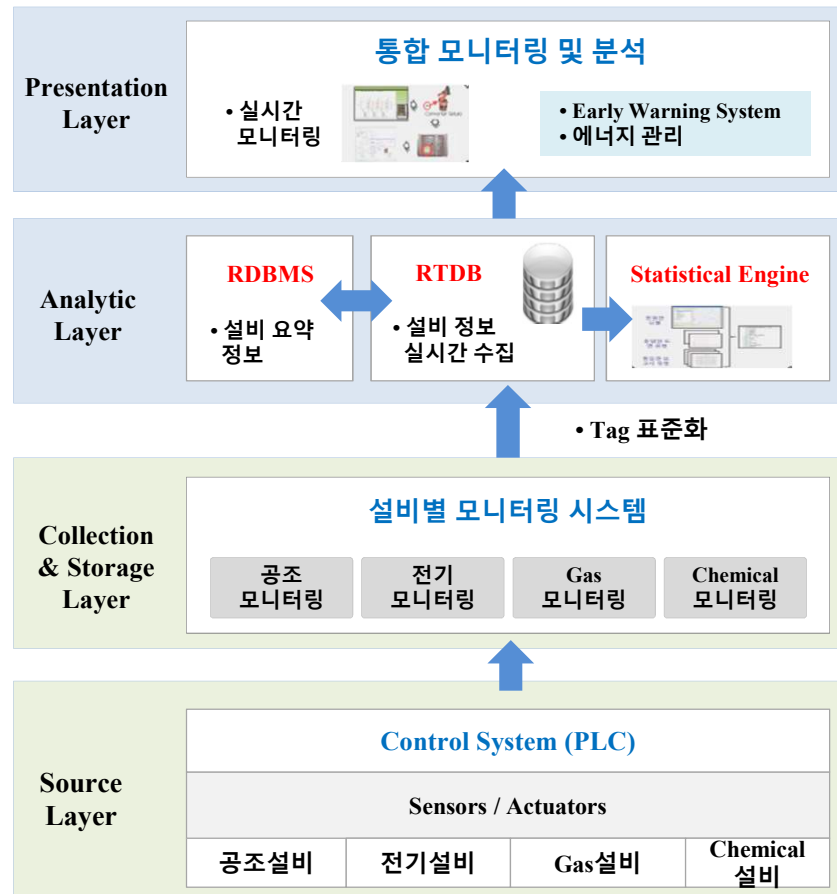 Presentation
Layer
통합 모니터링 및 분석
• 실시간
모니터링
• Early Warning System
• 에너지 관리
Analytic
Layer
RDBMS
• 설비 요약
정보
RTDB
• 설비 정보
실시간 수집
Statistical Engine
• Tag 표준화
Collection
& Storage
Layer
설비별 모니터링 시스템
공조
모니터링
전기
모니터링
Gas
모니터링
Chemical
모니터링
Source
Layer
Control System (PLC)
Sensors / Actuators
공조설비
전기설비
Gas설비
Chemical
설비